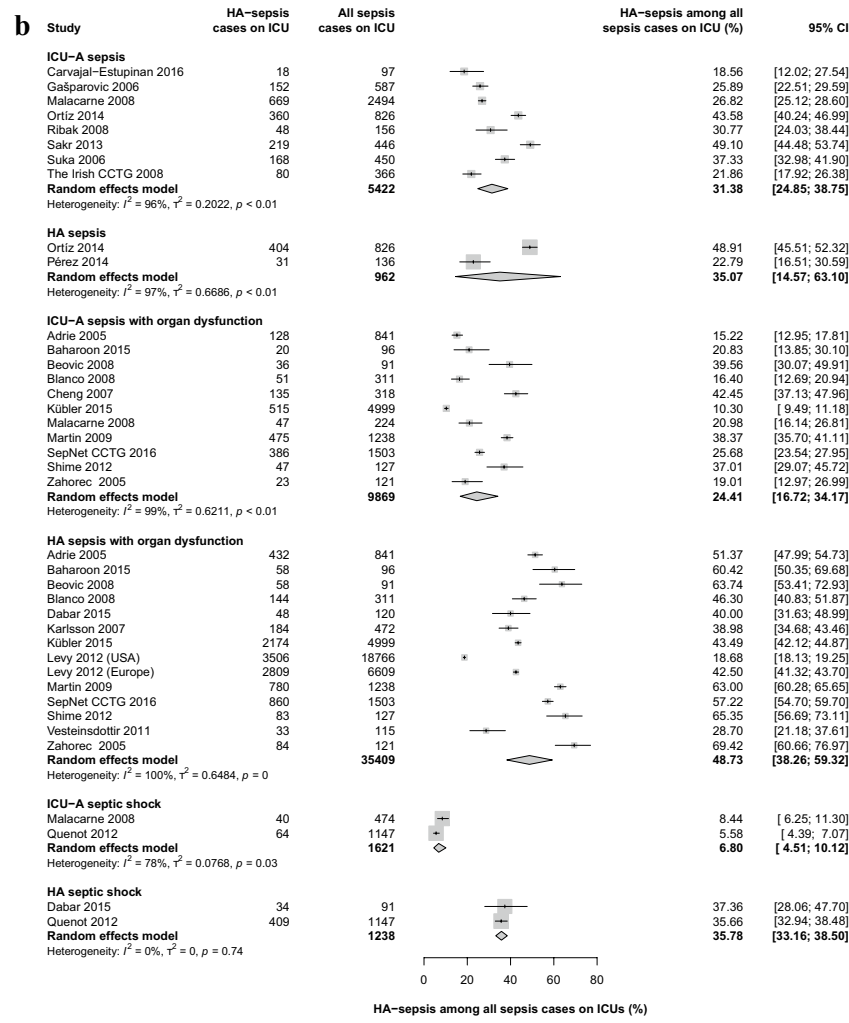 b
Study HA−sepsis cases on ICU All sepsis cases on ICU HA−sepsis among all sepsis cases on ICU (%) 95% CI
ICU−A sepsis
Carvajal−Estupinan 2016 18 97 18.56 [12.02; 27.54]
Gašparovic 2006 152 587 25.89 [22.51; 29.59]
Malacarne 2008 669 2494 26.82 [25.12; 28.60]
Ortíz 2014 360 826 43.58 [40.24; 46.99]
Ribak 2008 48 156 30.77 [24.03; 38.44]
Sakr 2013 219 446 49.10 [44.48; 53.74]
Suka 2006 168 450 37.33 [32.98; 41.90]
The Irish CCTG 2008 80 366 21.86 [17.92; 26.38]
Random effects model 5422 31.38 [24.85; 38.75]
Heterogeneity: I² = 96%, τ² = 0.2022, p < 0.01
HA sepsis
Ortíz 2014 404 826 48.91 [45.51; 52.32]
Pérez 2014 31 136 22.79 [16.51; 30.59]
Random effects model 962 35.07 [14.57; 63.10]
Heterogeneity: I² = 97%, τ² = 0.6686, p < 0.01
ICU−A sepsis with organ dysfunction
Adrie 2005 128 841 15.22 [12.95; 17.81]
Baharoon 2015 20 96 20.83 [13.85; 30.10]
Beovic 2008 36 91 39.56 [30.07; 49.91]
Blanco 2008 51 311 16.40 [12.69; 20.94]
Cheng 2007 135 318 42.45 [37.13; 47.96]
Kübler 2015 515 4999 10.30 [ 9.49; 11.18]
Malacarne 2008 47 224 20.98 [16.14; 26.81]
Martin 2009 475 1238 38.37 [35.70; 41.11]
SepNet CCTG 2016 386 1503 25.68 [23.54; 27.95]
Shime 2012 47 127 37.01 [29.07; 45.72]
Zahorec 2005 23 121 19.01 [12.97; 26.99]
Random effects model 9869 24.41 [16.72; 34.17]
Heterogeneity: I² = 99%, τ² = 0.6211, p < 0.01
HA sepsis with organ dysfunction
Adrie 2005 432 841 51.37 [47.99; 54.73]
Baharoon 2015 58 96 60.42 [50.35; 69.68]
Beovic 2008 58 91 63.74 [53.41; 72.93]
Blanco 2008 144 311 46.30 [40.83; 51.87]
Dabar 2015 48 120 40.00 [31.63; 48.99]
Karlsson 2007 184 472 38.98 [34.68; 43.46]
Kübler 2015 2174 4999 43.49 [42.12; 44.87]
Levy 2012 (USA) 3506 18766 18.68 [18.13; 19.25]
Levy 2012 (Europe) 2809 6609 42.50 [41.32; 43.70]
Martin 2009 780 1238 63.00 [60.28; 65.65]
SepNet CCTG 2016 860 1503 57.22 [54.70; 59.70]
Shime 2012 83 127 65.35 [56.69; 73.11]
Vesteinsdottir 2011 33 115 28.70 [21.18; 37.61]
Zahorec 2005 84 121 69.42 [60.66; 76.97]
Random effects model 35409 48.73 [38.26; 59.32]
Heterogeneity: I² = 100%, τ² = 0.6484, p = 0
ICU−A septic shock
Malacarne 2008 40 474 8.44 [ 6.25; 11.30]
Quenot 2012 64 1147 5.58 [ 4.39; 7.07]
Random effects model 1621 6.80 [ 4.51; 10.12]
Heterogeneity: I² = 78%, τ² = 0.0768, p = 0.03
HA septic shock
Dabar 2015 34 91 37.36 [28.06; 47.70]
Quenot 2012 409 1147 35.66 [32.94; 38.48]
Random effects model 1238 35.78 [33.16; 38.50]
Heterogeneity: I² = 0%, τ² = 0, p = 0.74
0 20 40 60 80
HA−sepsis among all sepsis cases on ICUs (%)